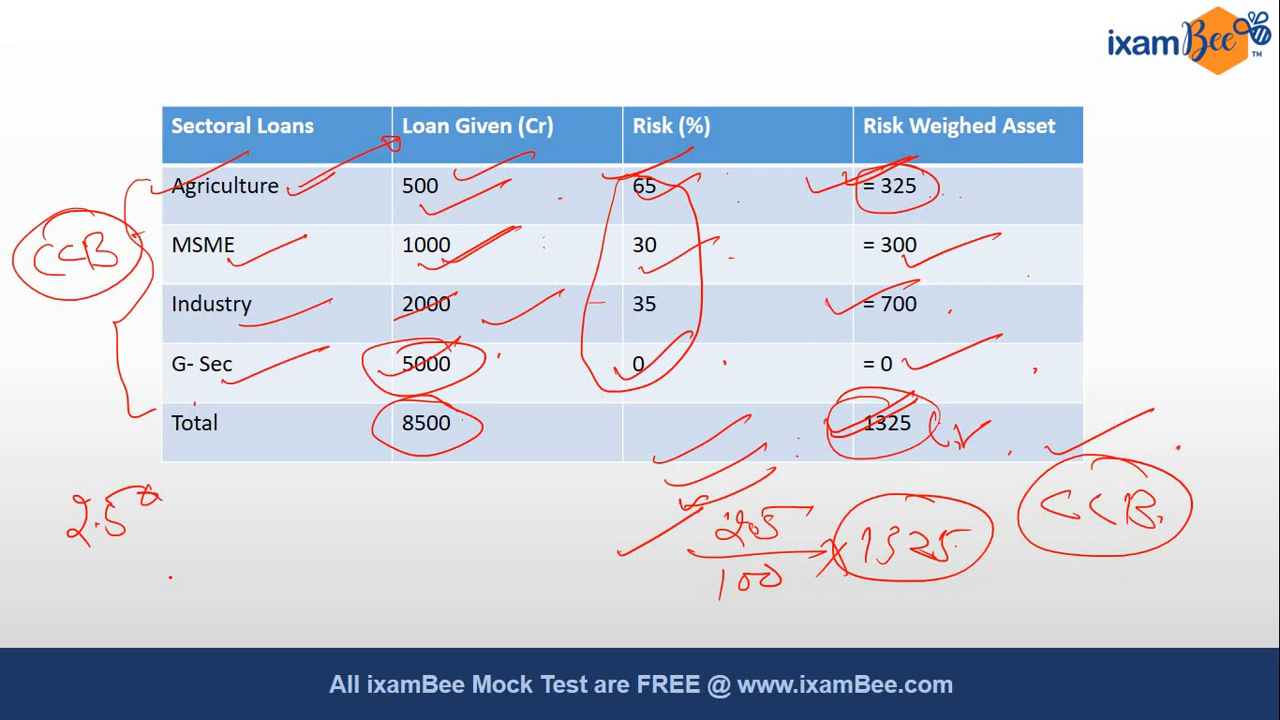 ixamBee TM
Sectoral Loans Loan Given (Cr) Risk (%) Risk Weighed Asset
Agriculture 500 65 = 325
MSME 1000 30 = 300
Industry 2000 35 = 700
G- Sec 5000 0 = 0
Total 8500 1325
CCB
CCB
2.5
2.5
100 × 1325
All ixamBee Mock Test are FREE @ www.ixamBee.com